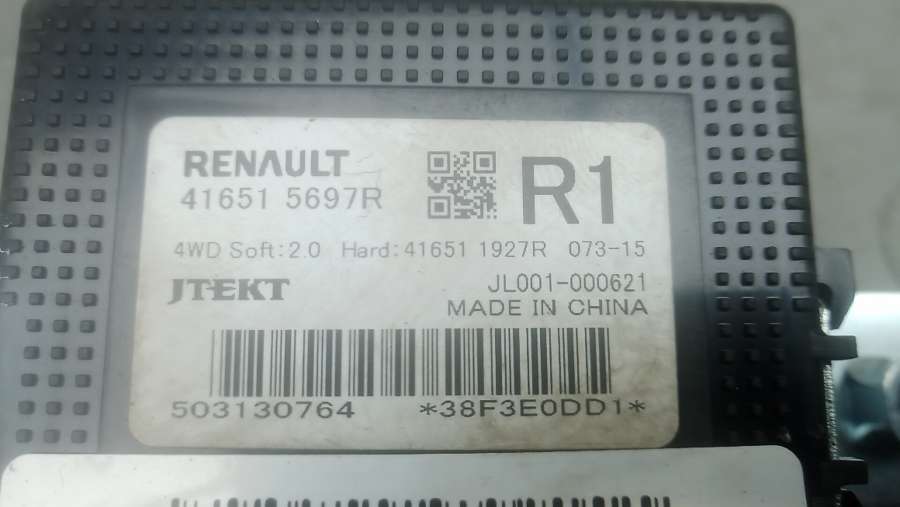 RENAULT
41651 5697R
R1
4WD Soft:2.0 Hard:41651 1927R 073-15
JTEKT
JL001-000621
MADE IN CHINA
503130764 *38F3E0DD1*